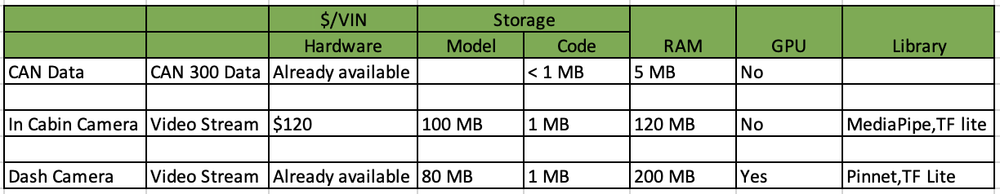 $/VIN Storage
Hardware Model Code RAM GPU Library
CAN Data CAN 300 Data Already available < 1 MB 5 MB No
In Cabin Camera Video Stream $120 100 MB 1 MB 120 MB No MediaPipe,TF lite
Dash Camera Video Stream Already available 80 MB 1 MB 200 MB Yes Pinnet,TF Lite